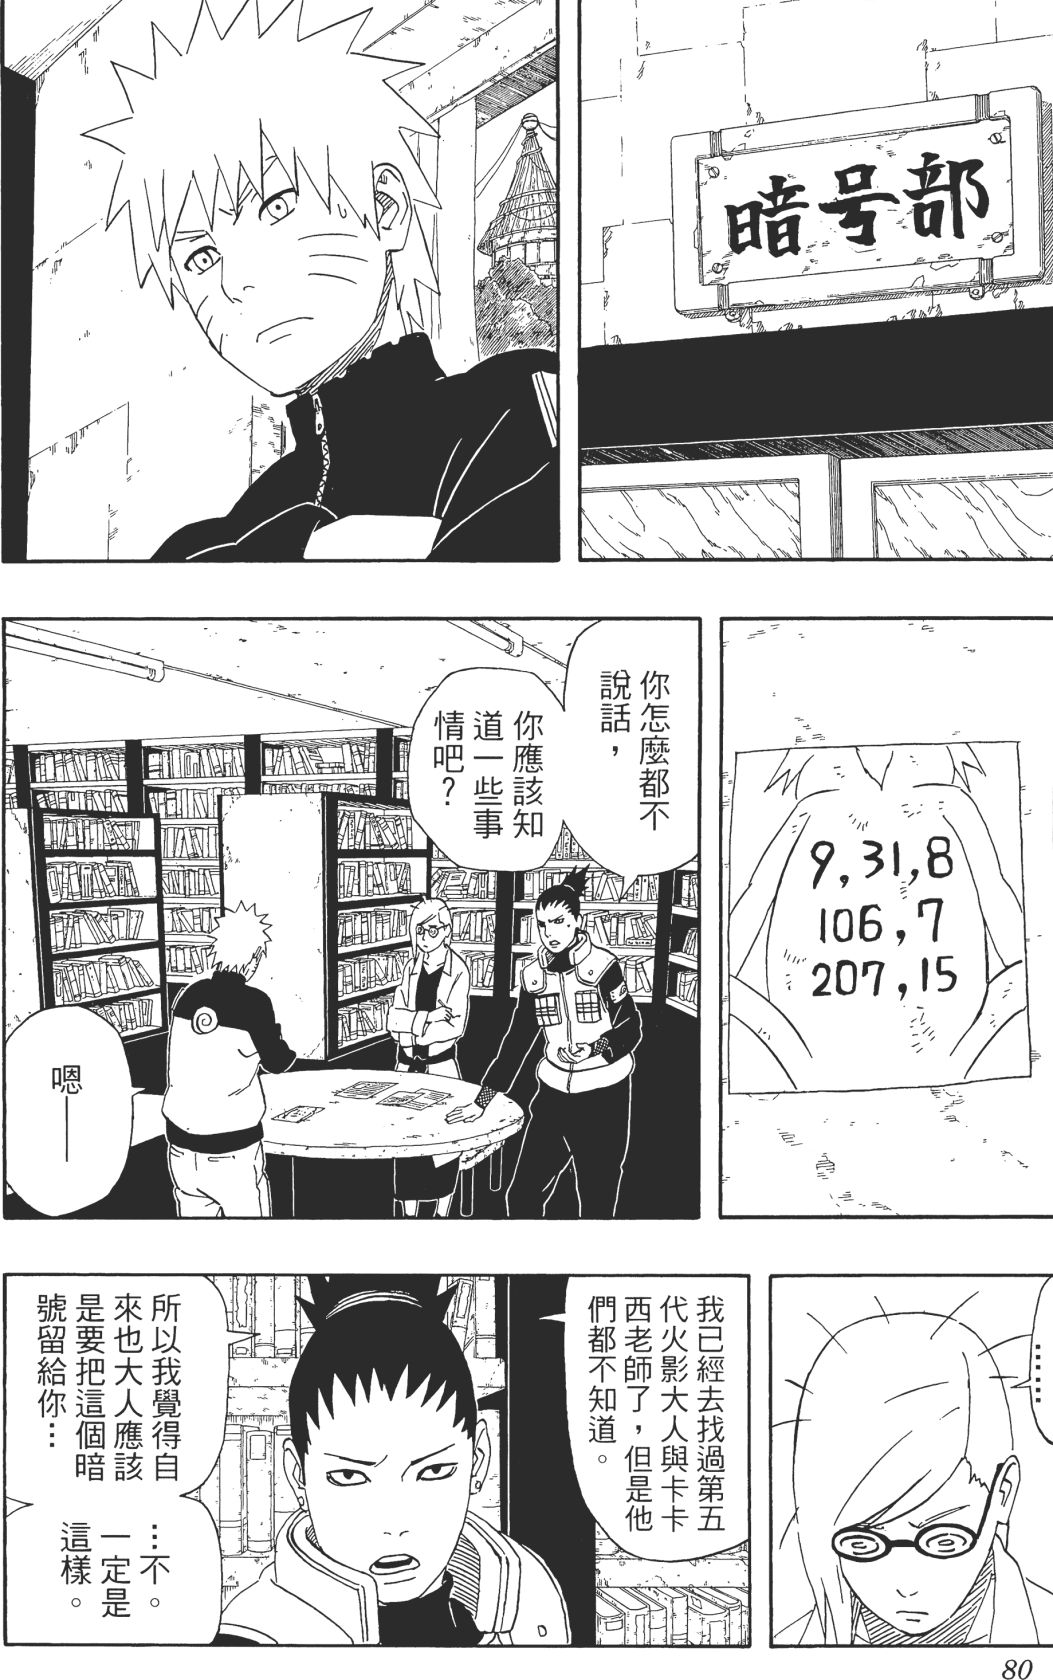 暗号部
9,31,8
106,7
207,15
你怎麼都不
說話，
你應該知
道一些事
情吧？
嗯——
……
我已經去找過第五
代火影大人與卡卡
西老師了，但是他
們都不知道。
所以我覺得自
來也大人應該
是要把這個暗
號留給你…
…不。
一定是
這樣。
80